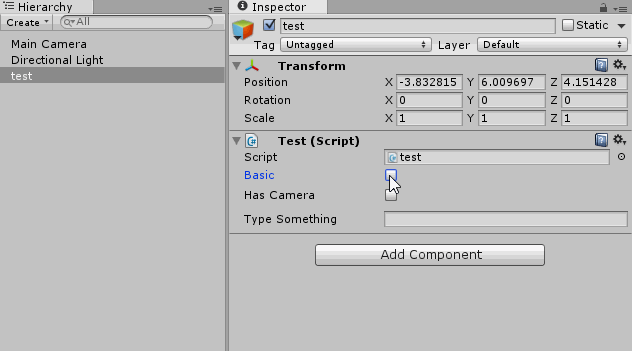 Hierarchy
Create
All
Main Camera
Directional Light
test
Inspector
test
Static
Tag Untagged Layer Default
Transform
Position X -3.832815 Y 6.009697 Z 4.151428
Rotation X 0 Y 0 Z 0
Scale X 1 Y 1 Z 1
C# Test (Script)
Script test
Basic
Has Camera
Type Something
Add Component